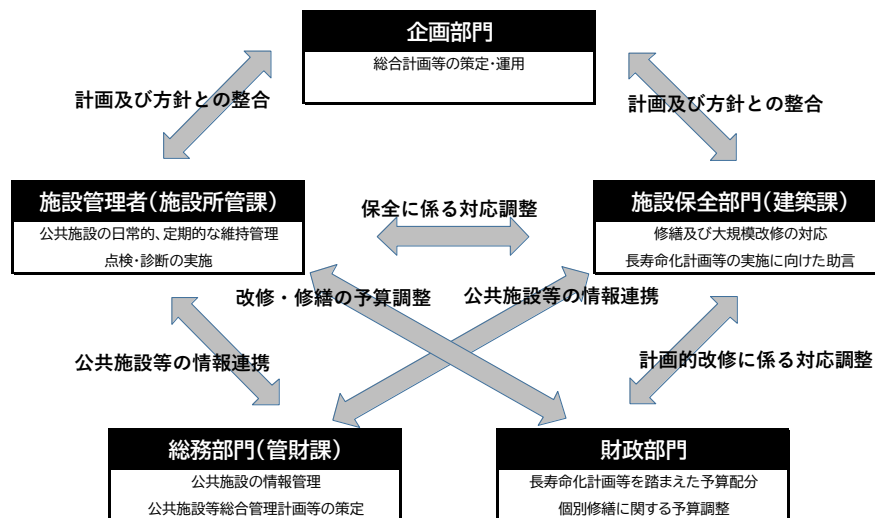 企画部門
総合計画等の策定・運用
計画及び方針との整合
計画及び方針との整合
施設管理者(施設所管課)
公共施設の日常的、定期的な維持管理
点検・診断の実施
保全に係る対応調整
施設保全部門(建築課)
修繕及び大規模改修の対応
長寿命化計画等の実施に向けた助言
改修・修繕の予算調整
公共施設等の情報連携
公共施設等の情報連携
計画的改修に係る対応調整
総務部門(管財課)
公共施設の情報管理
公共施設等総合管理計画等の策定
財政部門
長寿命化計画等を踏まえた予算配分
個別修繕に関する予算調整